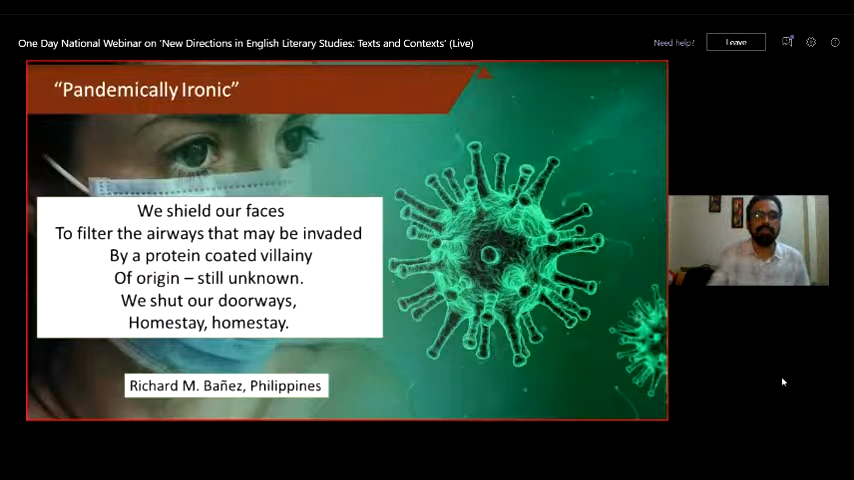 One Day National Webinar on 'New Directions in English Literary Studies: Texts and Contexts' (Live)
Need help?
Leave
“Pandemically Ironic”
We shield our faces
To filter the airways that may be invaded
By a protein coated villainy
Of origin – still unknown.
We shut our doorways,
Homestay, homestay.
Richard M. Bañez, Philippines